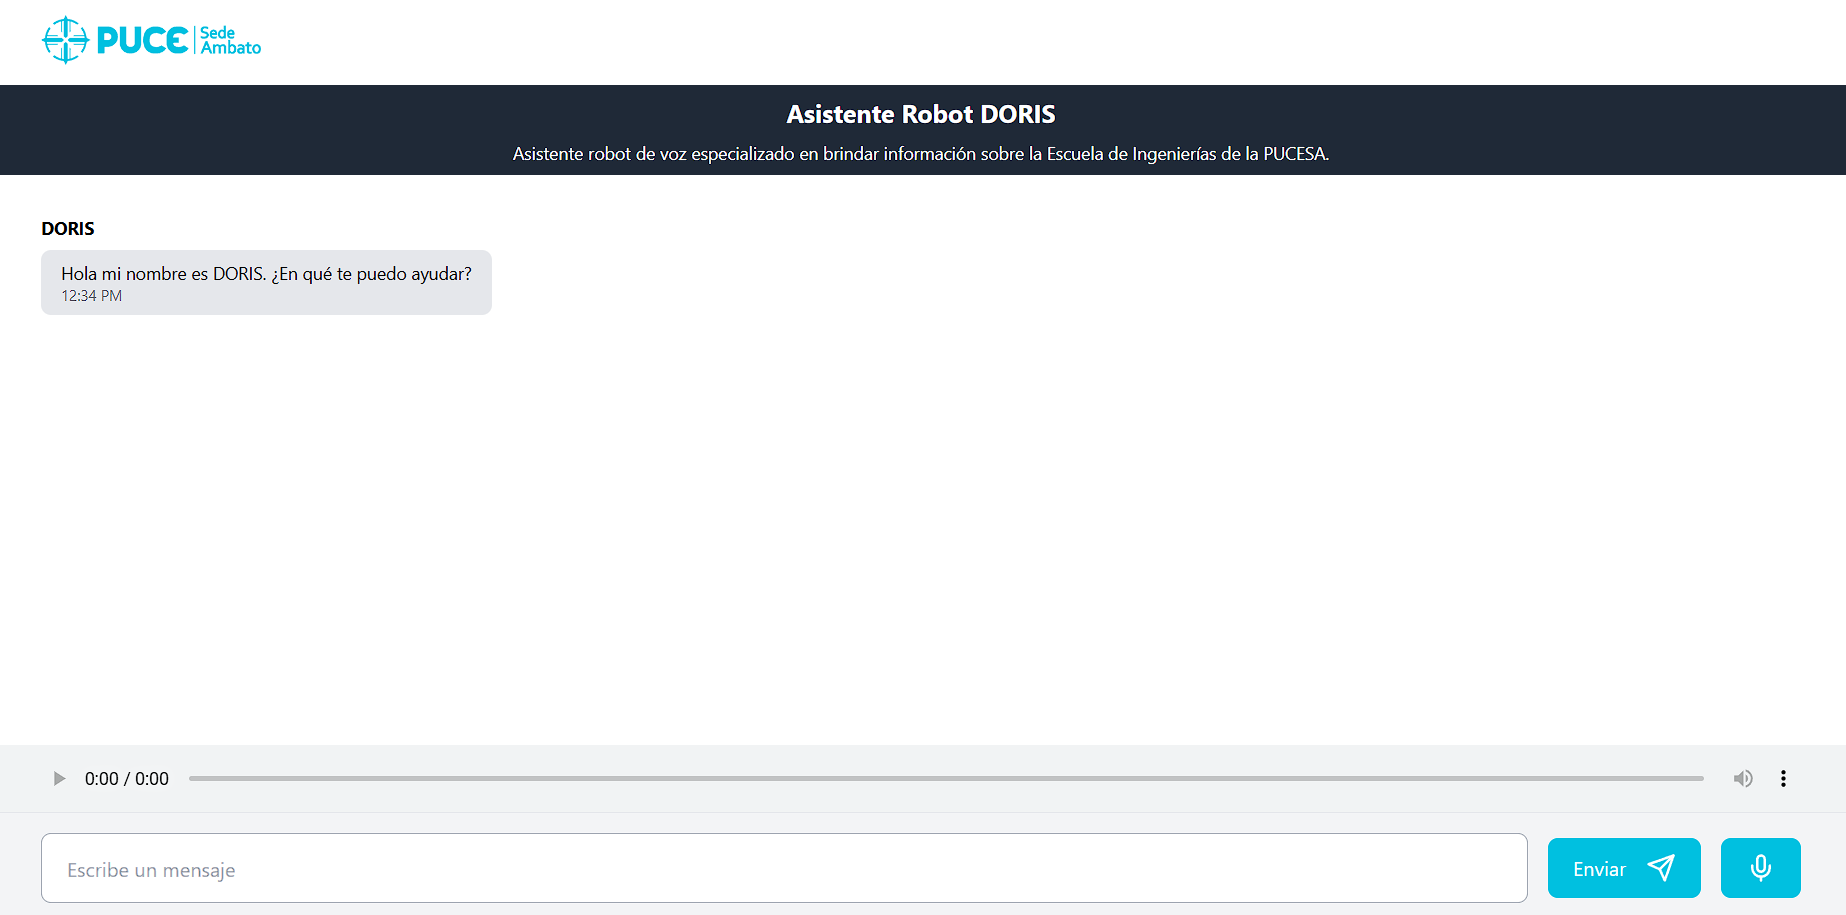 PUCE Sede
Ambato
Asistente Robot DORIS
Asistente robot de voz especializado en brindar información sobre la Escuela de Ingenierías de la PUCESA.
DORIS
Hola mi nombre es DORIS. ¿En qué te puedo ayudar?
12:34 PM
0:00 / 0:00
Escribe un mensaje
Enviar